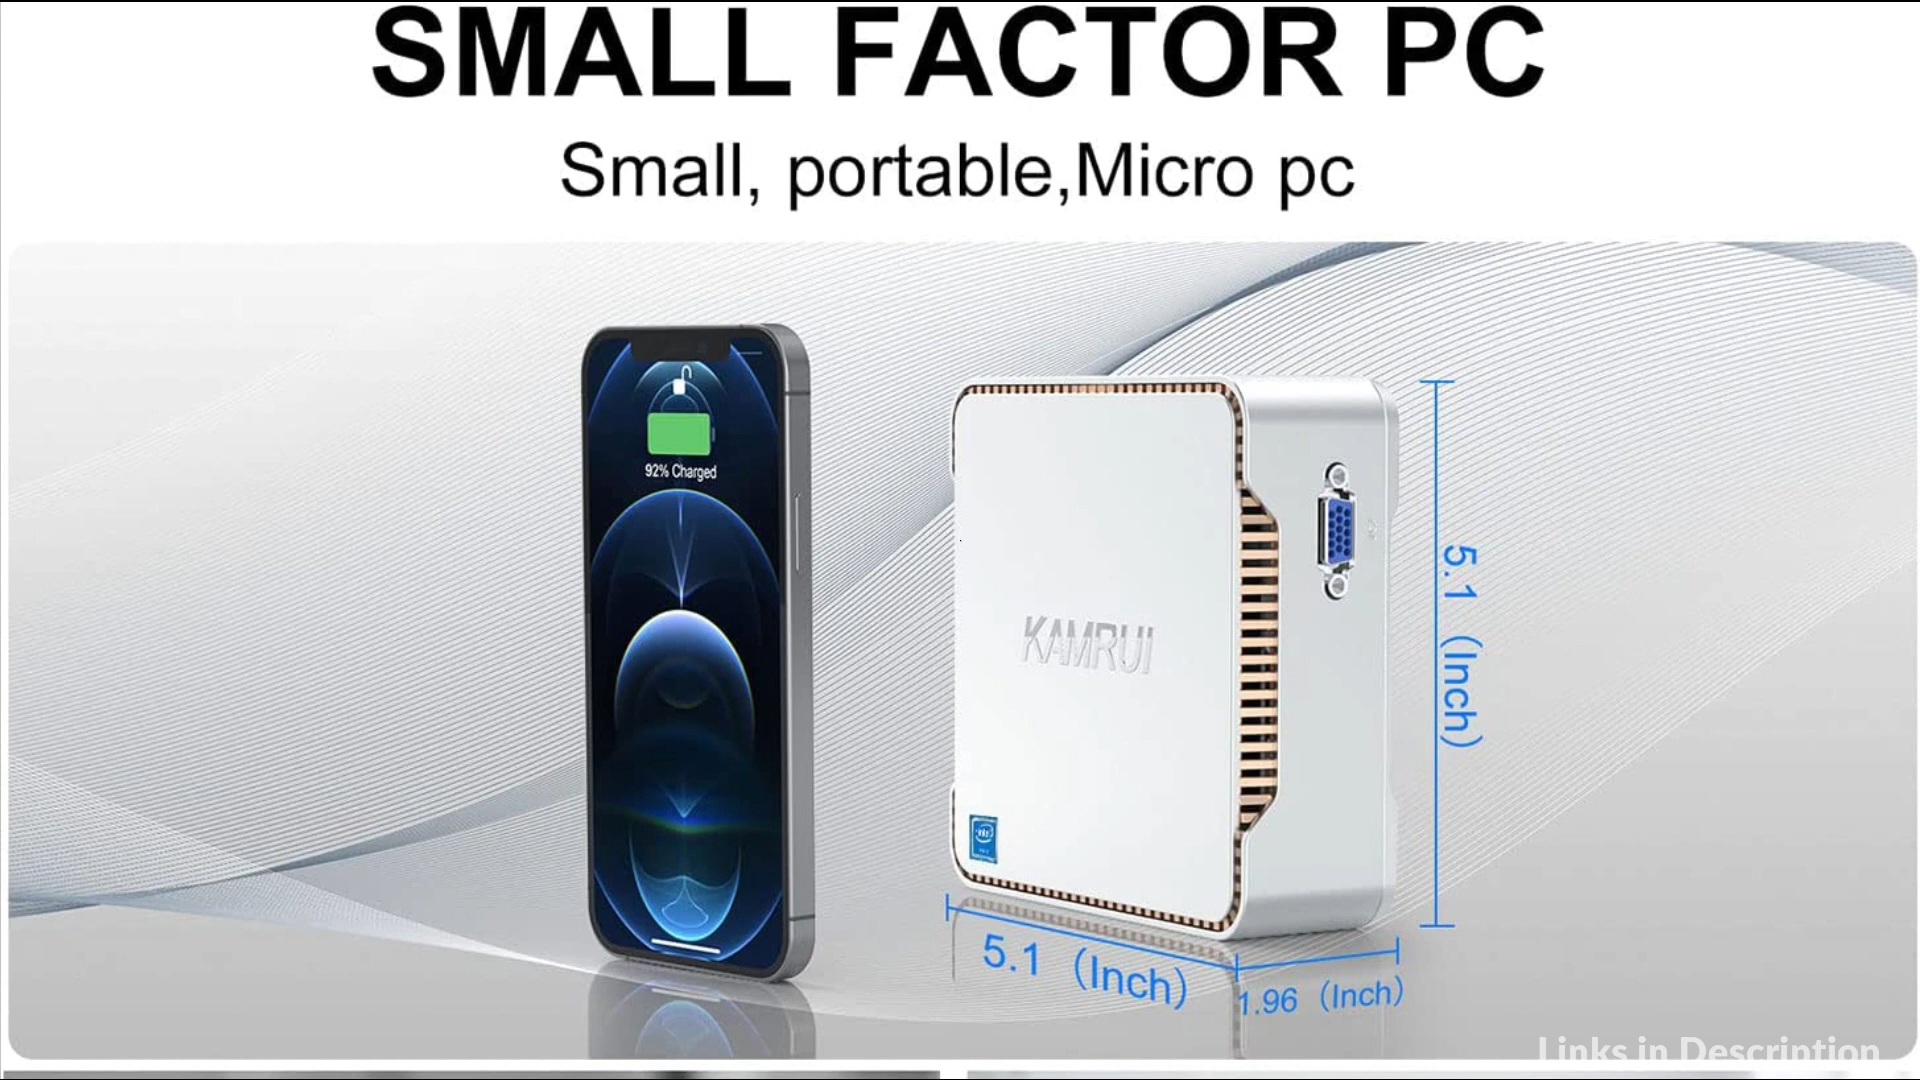 SMALL FACTOR PC
Small, portable,Micro pc
92% Charged
KAMRUI
intel
5.1 (Inch)
5.1 (Inch)
1.96 (Inch)
Links in Description